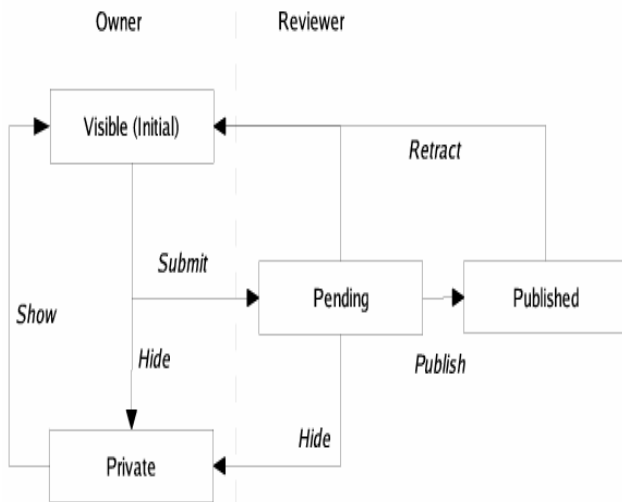 Owner
Reviewer
Visible (Initial)
Retract
Submit
Pending
Published
Show
Hide
Publish
Hide
Private